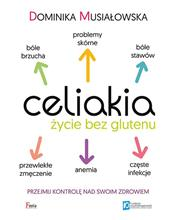 DOMINIKA MUSIAŁOWSKA
problemy
skórne
bóle
brzucha
bóle
stawów
celiakia
życie bez glutenu
przewlekłe
zmęczenie
anemia
częste
infekcje
PRZEJMIJ KONTROLĘ NAD SWOIM ZDROWIEM